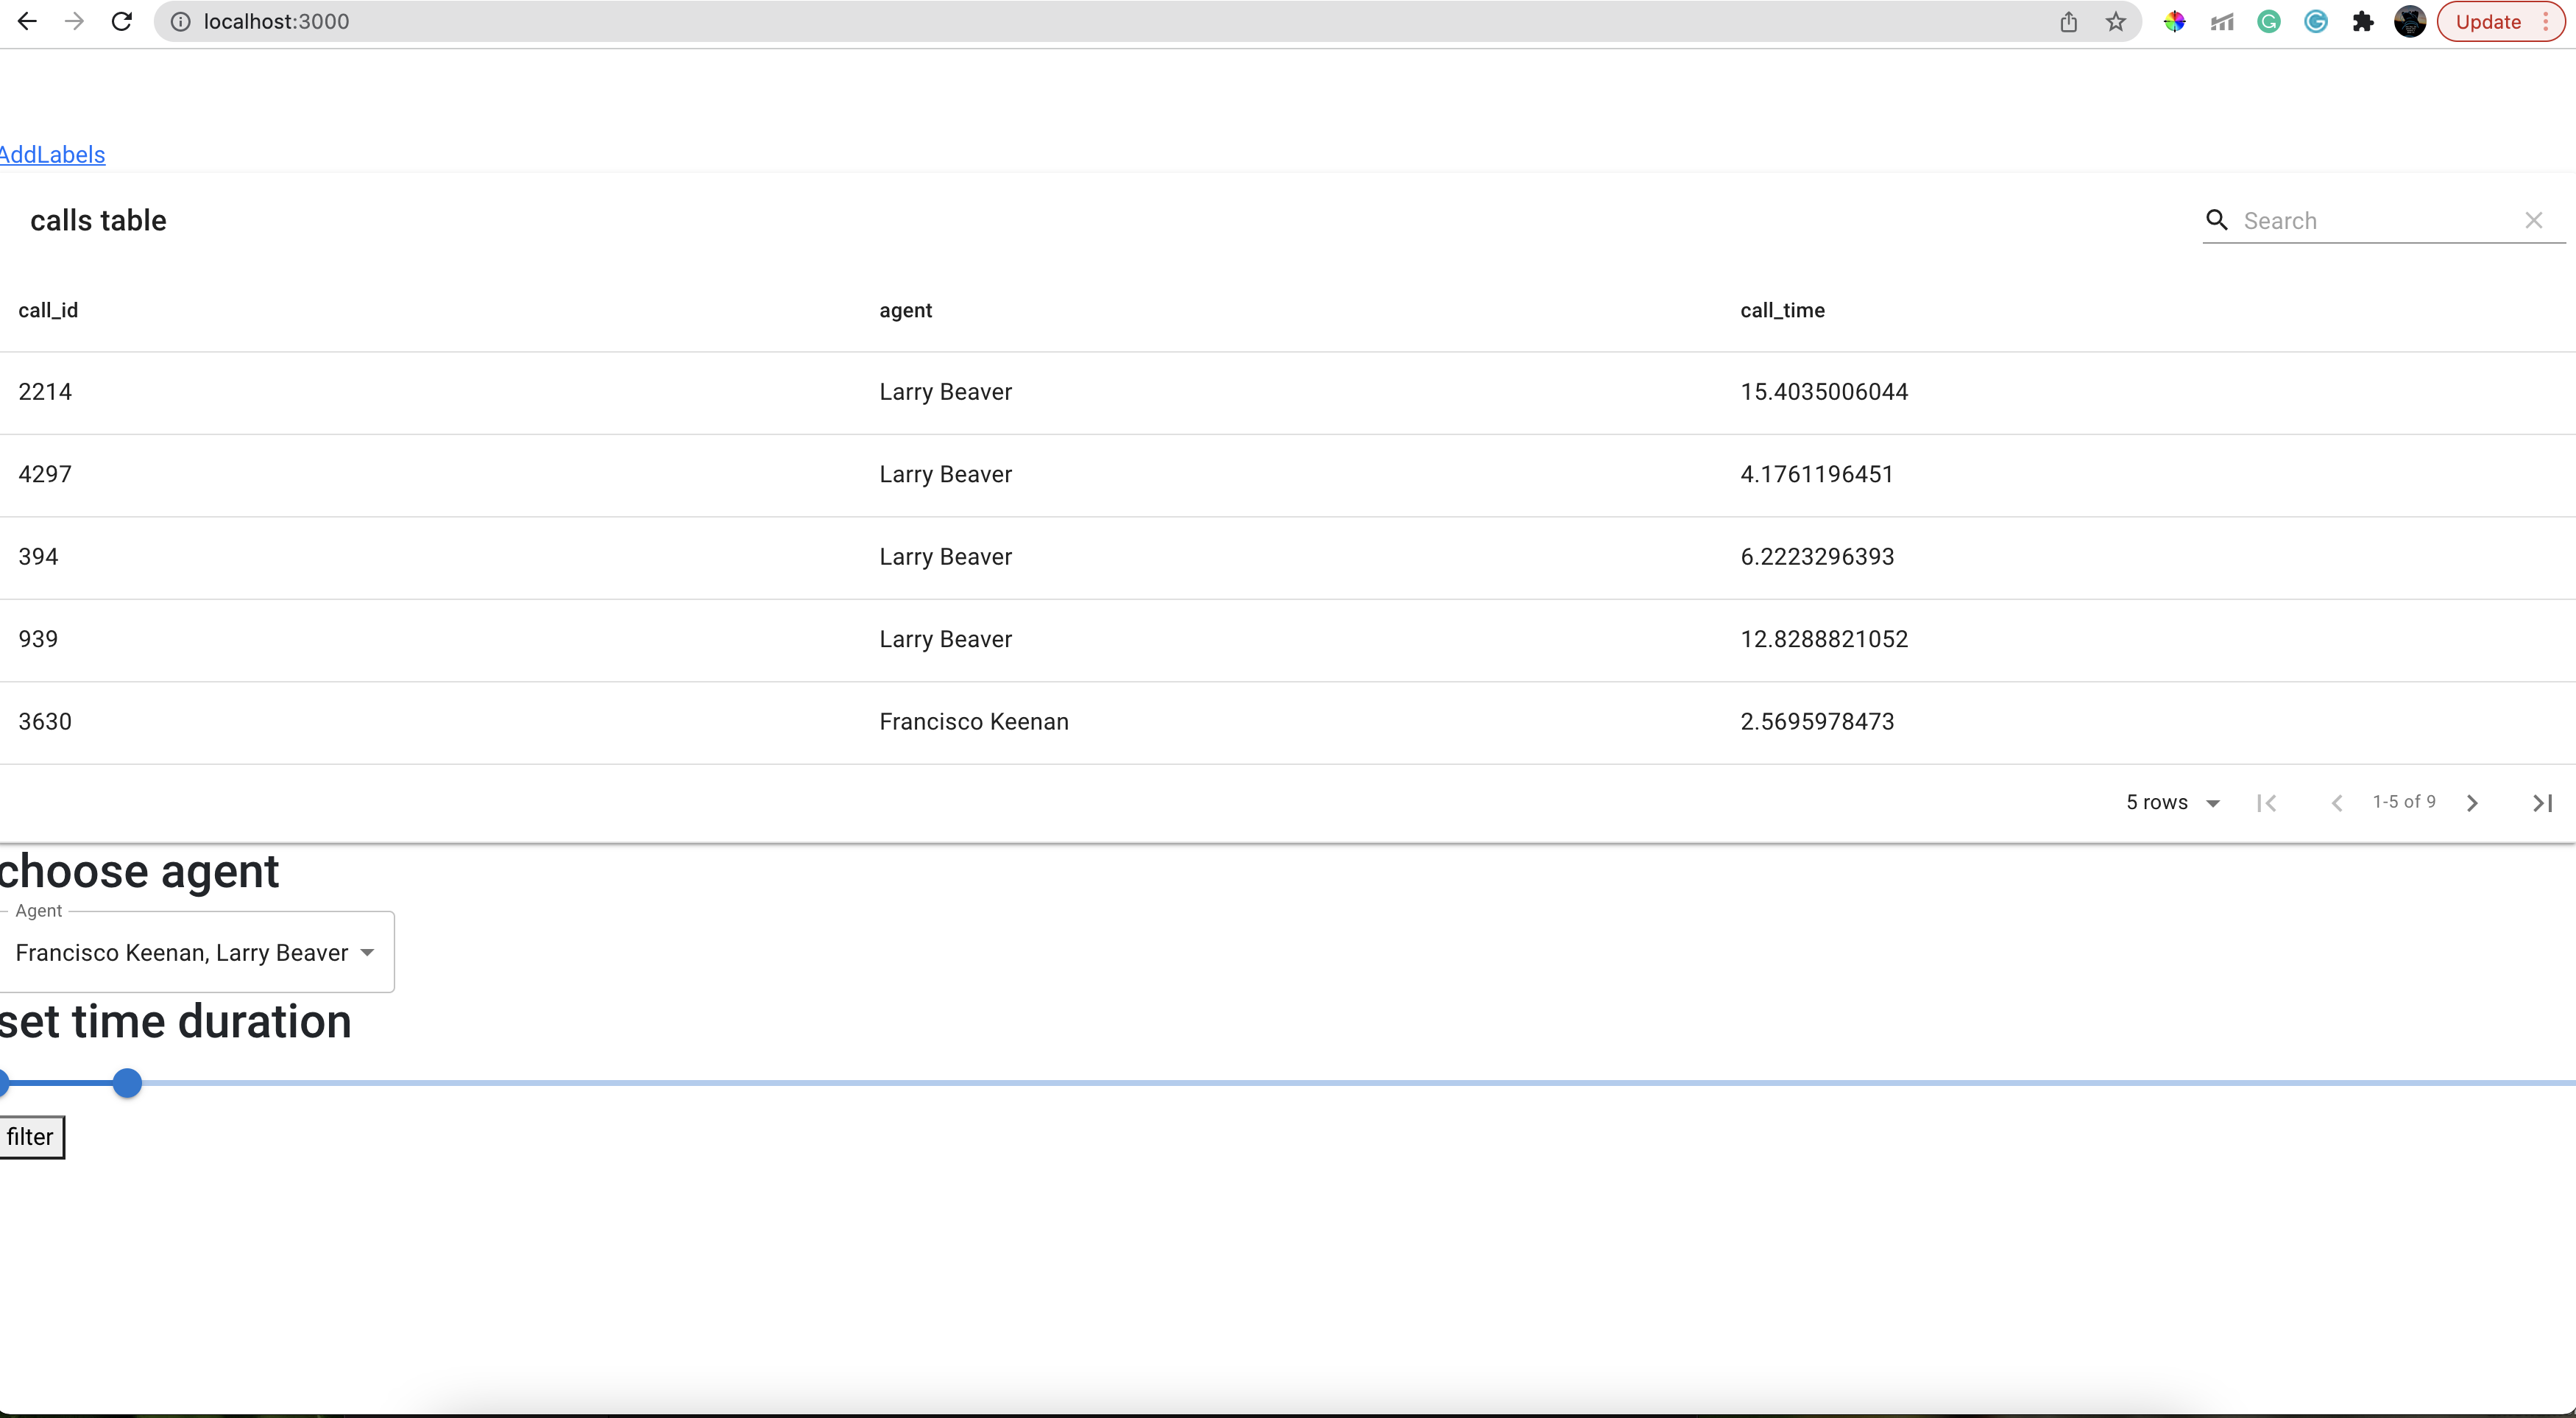 localhost:3000
Update
AddLabels
calls table
Search
call_id agent call_time
2214 Larry Beaver 15.4035006044
4297 Larry Beaver 4.1761196451
394 Larry Beaver 6.2223296393
939 Larry Beaver 12.8288821052
3630 Francisco Keenan 2.5695978473
5 rows 1-5 of 9
choose agent
Agent
Francisco Keenan, Larry Beaver
set time duration
filter